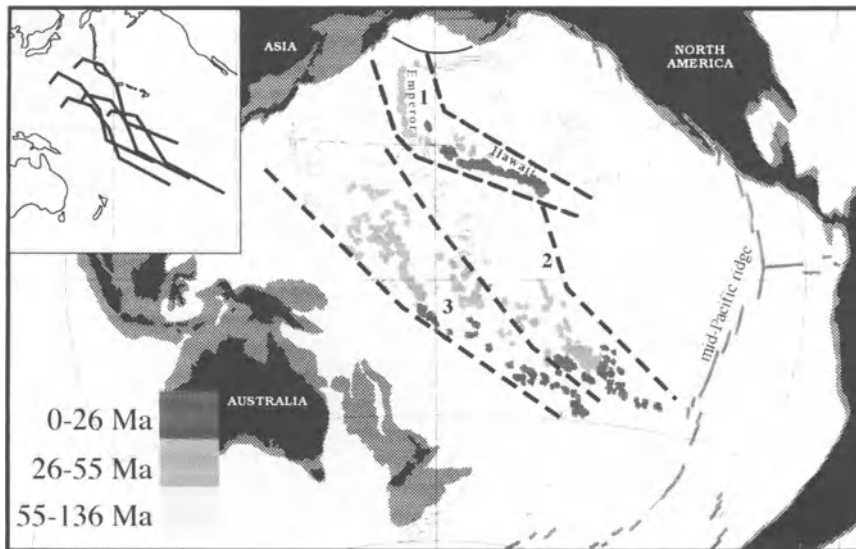 ASIA
NORTH
AMERICA
Emperor
1
Hawaii
2
3
mid-Pacific ridge
AUSTRALIA
0-26 Ma
26-55 Ma
55-136 Ma